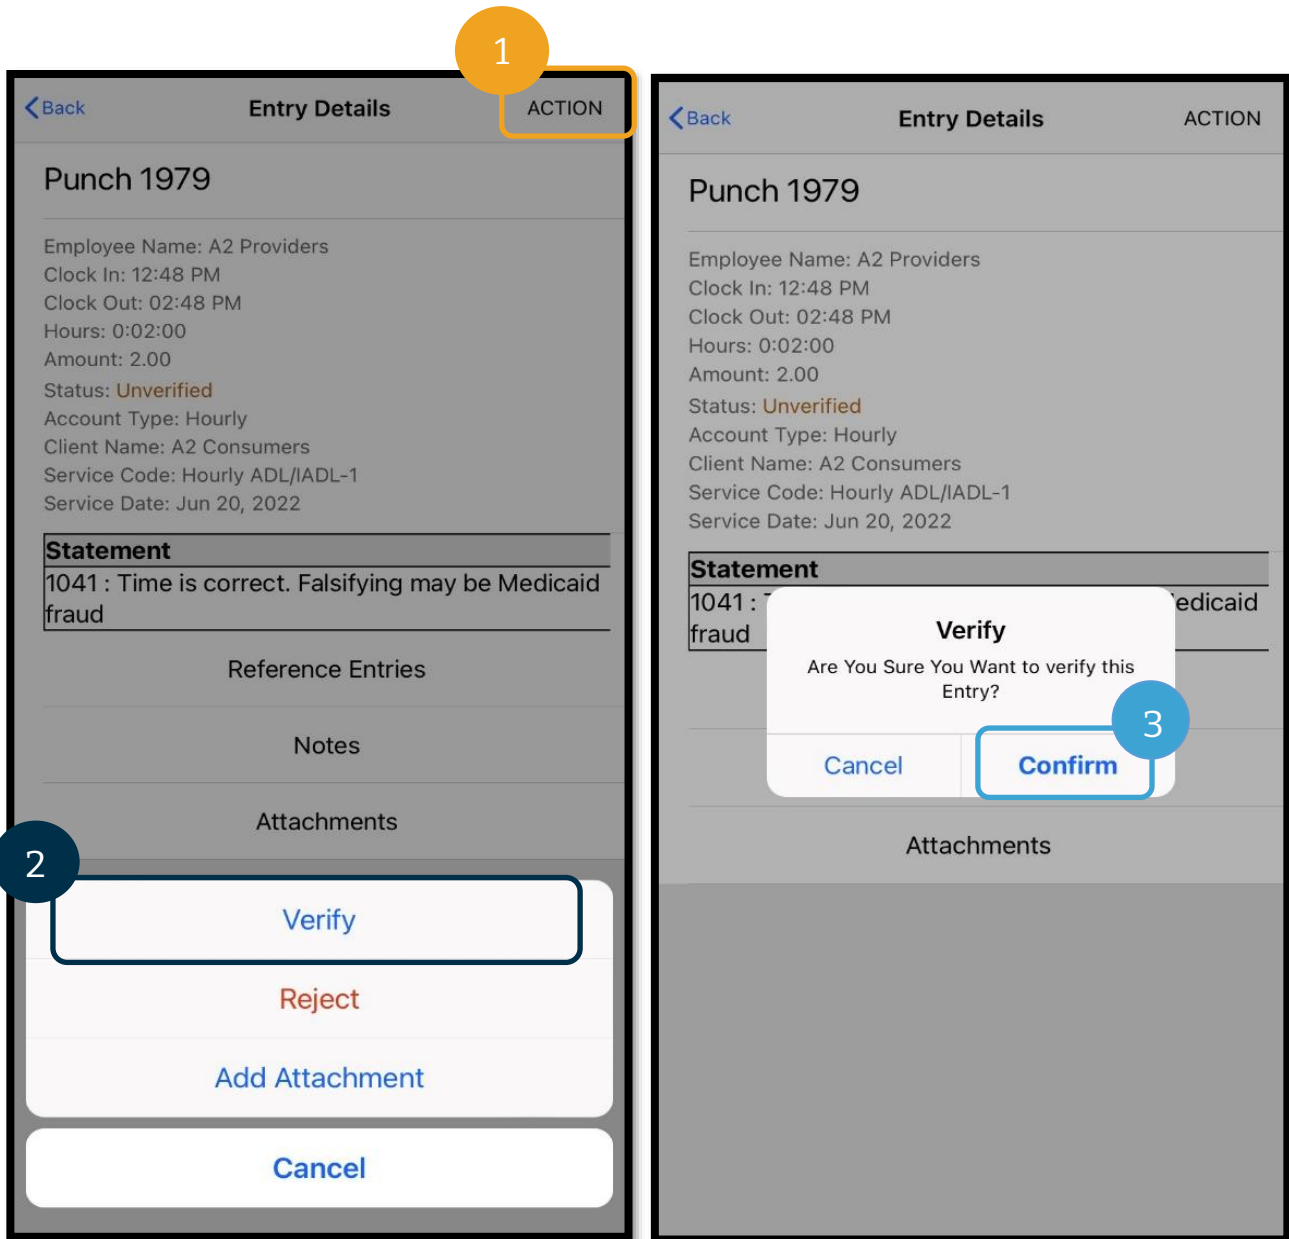 1
Back
Entry Details
ACTION
Punch 1979
Employee Name: A2 Providers
Clock In: 12:48 PM
Clock Out: 02:48 PM
Hours: 0:02:00
Amount: 2.00
Status: Unverified
Account Type: Hourly
Client Name: A2 Consumers
Service Code: Hourly ADL/IADL-1
Service Date: Jun 20, 2022
Statement
1041 : Time is correct. Falsifying may be Medicaid
fraud
Reference Entries
Notes
Attachments
2
Verify
Reject
Add Attachment
Cancel
Back
Entry Details
ACTION
Punch 1979
Employee Name: A2 Providers
Clock In: 12:48 PM
Clock Out: 02:48 PM
Hours: 0:02:00
Amount: 2.00
Status: Unverified
Account Type: Hourly
Client Name: A2 Consumers
Service Code: Hourly ADL/IADL-1
Service Date: Jun 20, 2022
Statement
1041 : edicaid
fraud
Verify
Are You Sure You Want to verify this
Entry?
3
Cancel
Confirm
Attachments